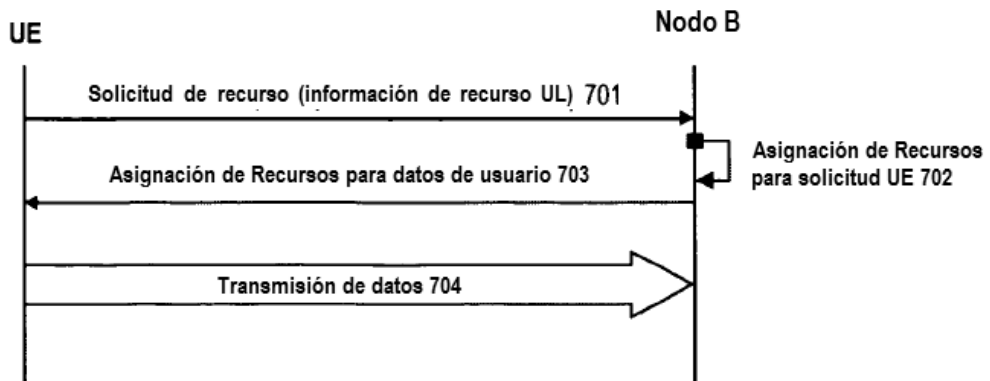 UE
Nodo B
Solicitud de recurso (información de recurso UL) 701
Asignación de Recursos
para solicitud UE 702
Asignación de Recursos para datos de usuario 703
Transmisión de datos 704